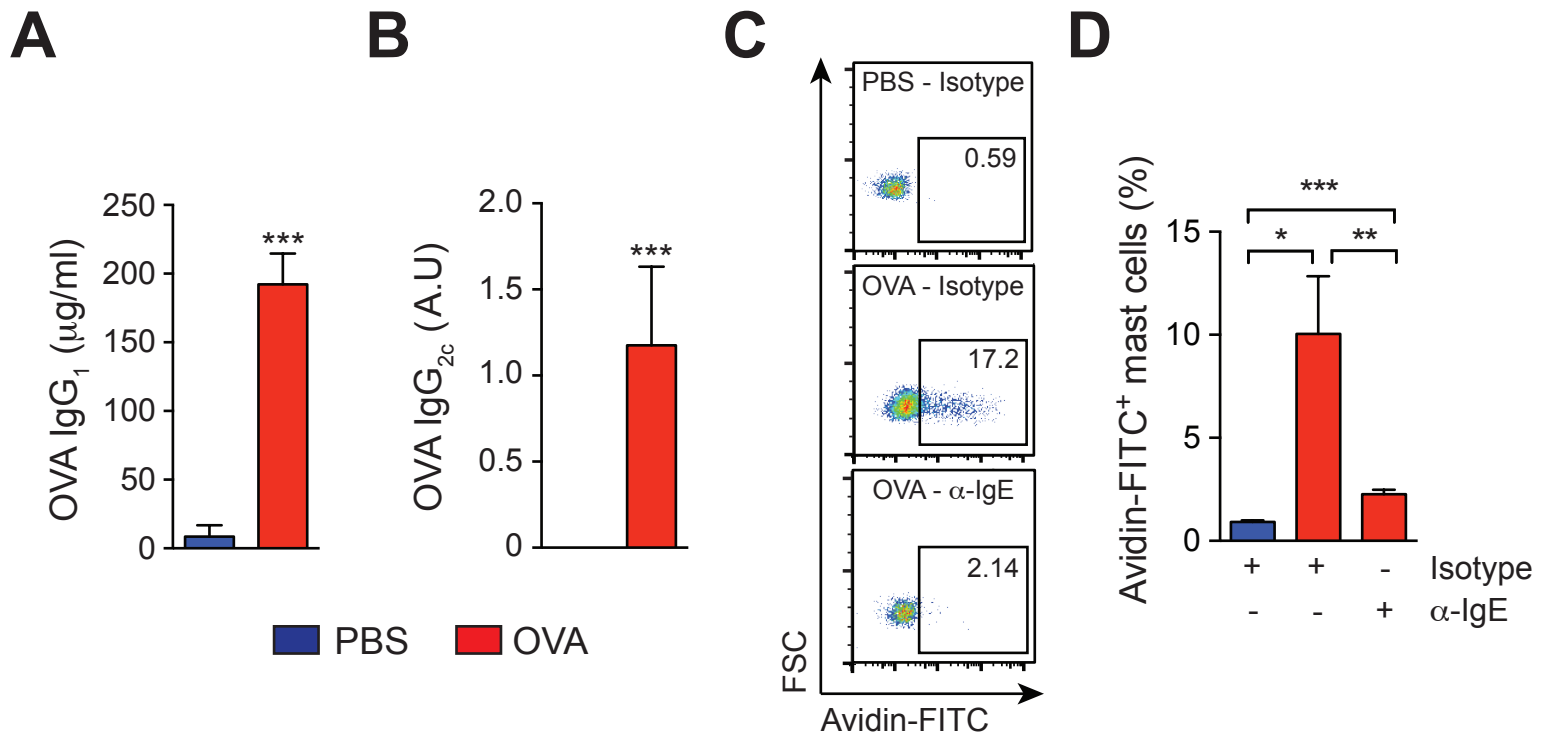 A
B
C
D
OVA IgG1 (μg/ml)
250
200
150
100
50
0
***
OVA IgG2c (A.U)
2.0
1.5
1.0
0.5
0
***
PBS
OVA
PBS - Isotype
0.59
OVA - Isotype
17.2
OVA - α-IgE
2.14
FSC
Avidin-FITC
Avidin-FITC+ mast cells (%)
15
10
5
0
***
* **
+ + - Isotype
- - + α-IgE